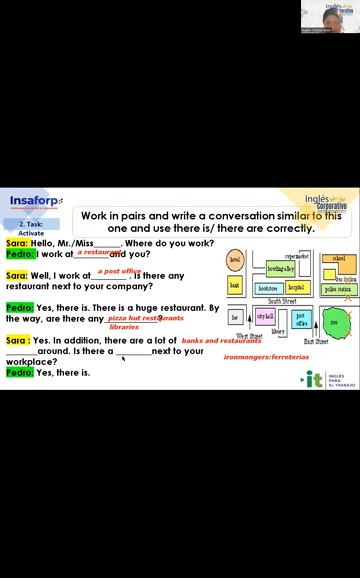 Inglés
Corporativo
Inglés Corporativo
Insaforp
Inglés
Corporativo
2. Task:
Activate
Work in pairs and write a conversation similar to this
one and use there is/ there are correctly.
Sara: Hello, Mr./Miss______. Where do you work?
Pedro: I work at a restaurant and you?
a post office
Sara: Well, I work at________ . Is there any
restaurant next to your company?
Pedro: Yes, there is. There is a huge restaurant. By
the way, are there any pizza hut restaurants?
libraries
Sara : Yes. In addition, there are a lot of banks and restaurants
_______around. Is there a ________next to your
workplace?
ironmongers:ferreterias
Pedro: Yes, there is.
hotel
supermarket
school
bowling alley
bank
bookstore
hospital
police station
South Street
bar
city hall
library
post
office
zoo
West Street
East Street
it
INGLÉS
PARA
EL TRABAJO